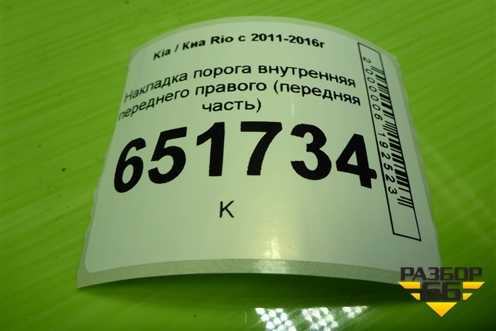 Kia / Киа Rio с 2011-2016г
Накладка порога внутренняя
переднего правого (передняя
часть)
651734
К
2000006192523
РАЗБОР
66